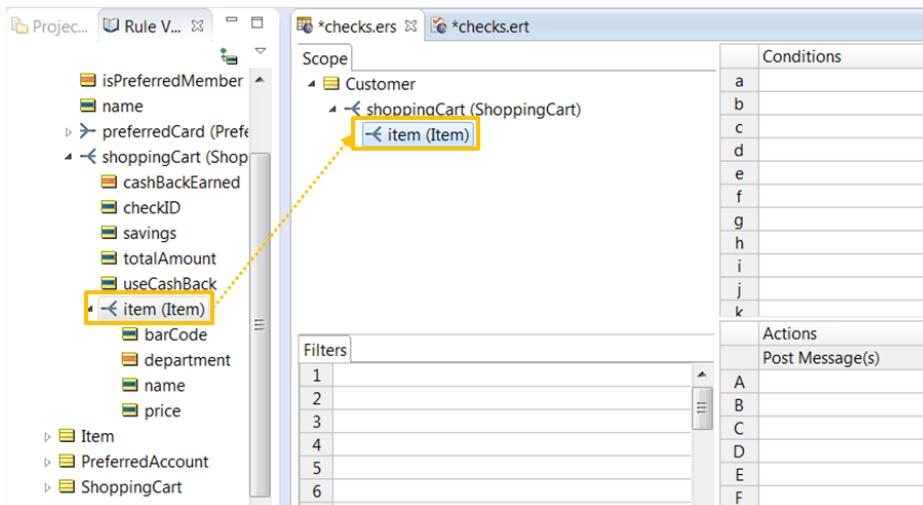 Projec...
Rule V...
isPreferredMember
name
preferredCard (Prefe
shoppingCart (Shop
cashBackEarned
checkID
savings
totalAmount
useCashBack
item (Item)
barCode
department
name
price
Item
PreferredAccount
ShoppingCart
*checks.ers
*checks.ert
Scope
Customer
shoppingCart (ShoppingCart)
item (Item)
Filters
1
2
3
4
5
6
Conditions
a
b
c
d
e
f
g
h
i
j
k
Actions
Post Message(s)
A
B
C
D
E
F